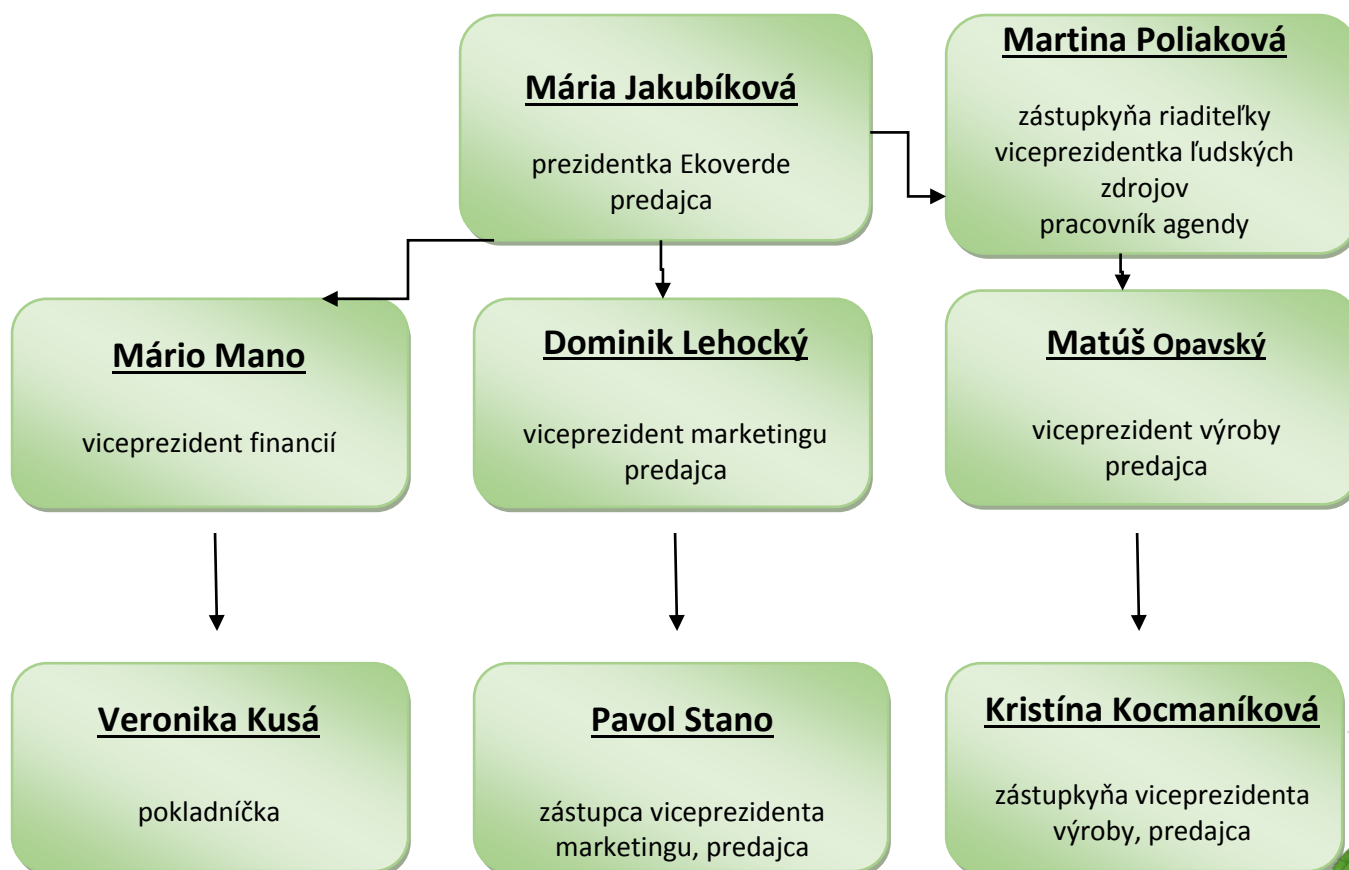 Mária Jakubíková
prezidentka Ekoverde
predajca
Martina Poliaková
zástupkyňa riaditeľky
viceprezidentka ľudských
zdrojov
pracovník agendy
Mário Mano
viceprezident financií
Dominik Lehocký
viceprezident marketingu
predajca
Matúš Opavský
viceprezident výroby
predajca
Veronika Kusá
pokladníčka
Pavol Stano
zástupca viceprezidenta
marketingu, predajca
Kristína Kocmaníková
zástupkyňa viceprezidenta
výroby, predajca